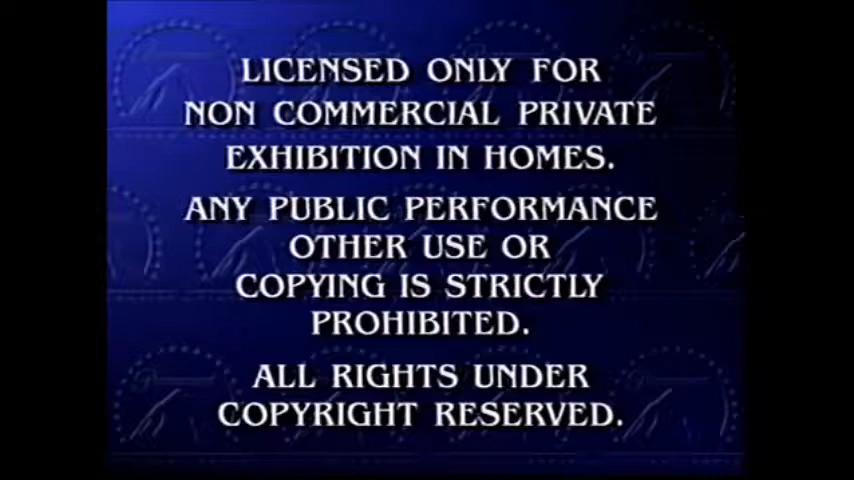 LICENSED ONLY FOR
NON COMMERCIAL PRIVATE
EXHIBITION IN HOMES.
ANY PUBLIC PERFORMANCE
OTHER USE OR
COPYING IS STRICTLY
PROHIBITED.
ALL RIGHTS UNDER
COPYRIGHT RESERVED.